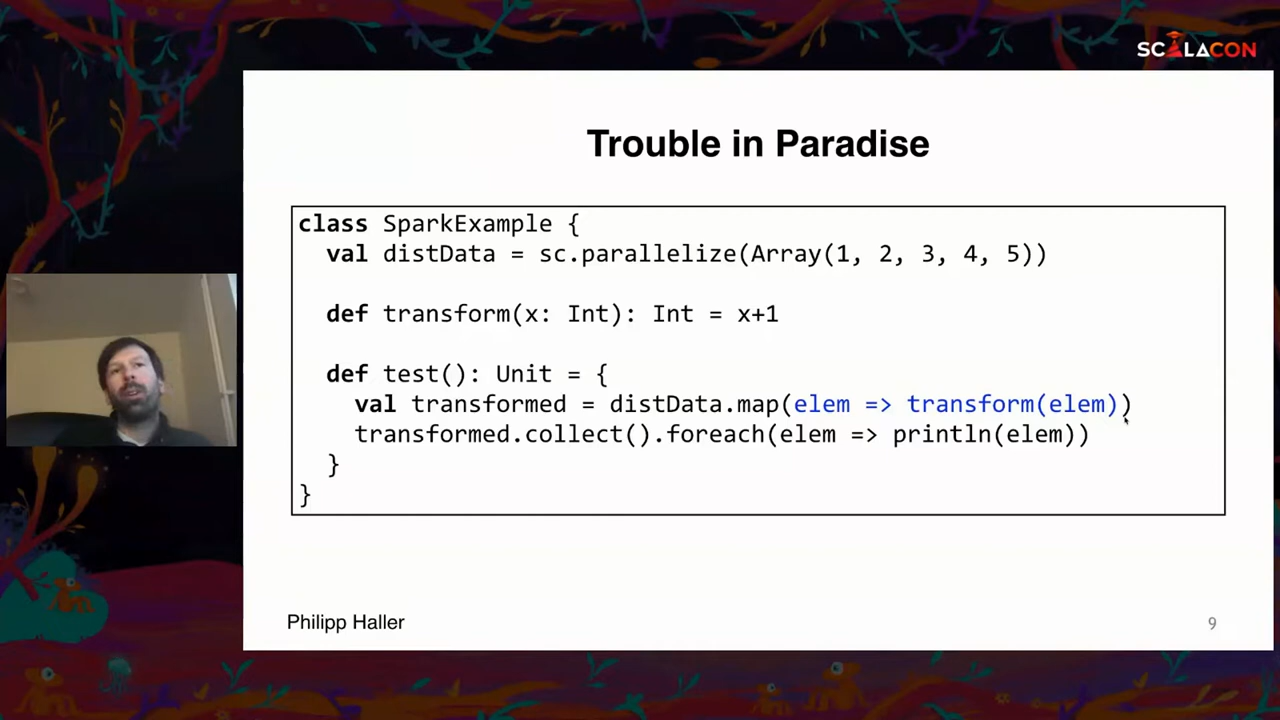 SCALACON
Trouble in Paradise
class SparkExample {
  val distData = sc.parallelize(Array(1, 2, 3, 4, 5))
  def transform(x: Int): Int = x+1
  def test(): Unit = {
    val transformed = distData.map(elem => transform(elem))
    transformed.collect().foreach(elem => println(elem))
  }
}
Philipp Haller
9